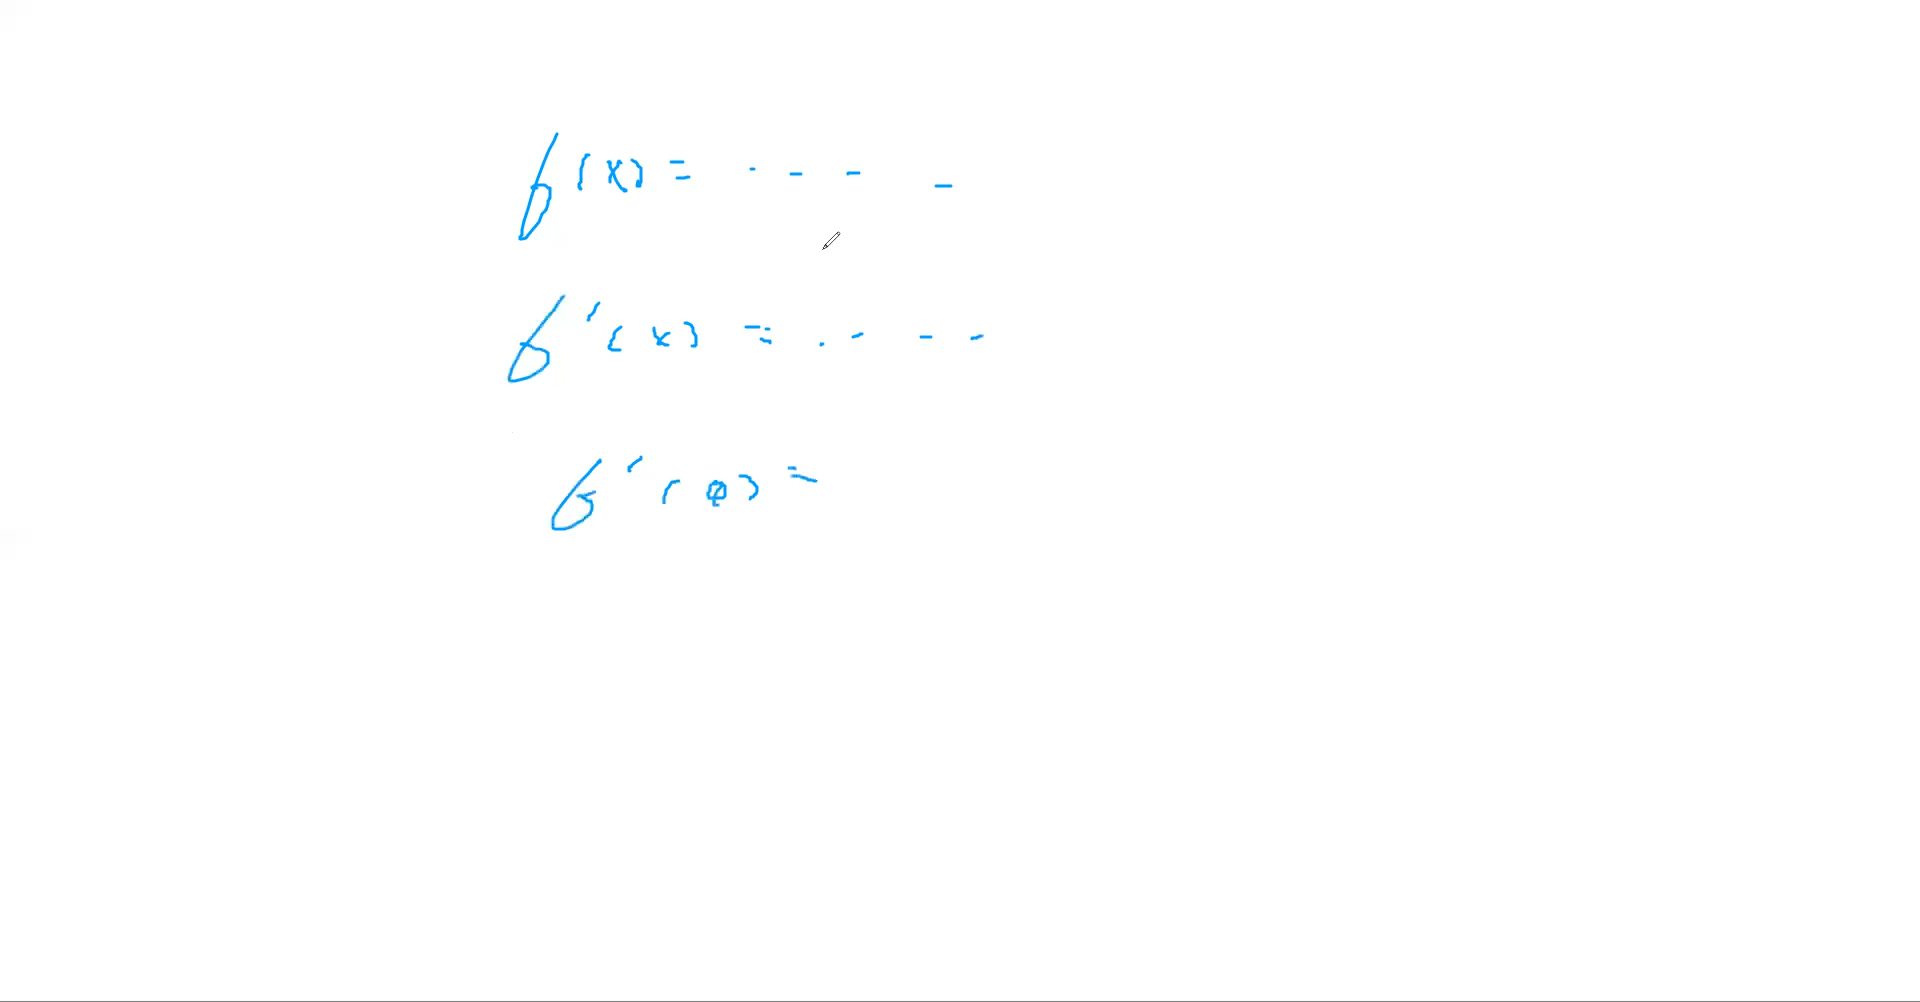 f(x) = . - - -
f'(x) = . - - -
f'(0) =